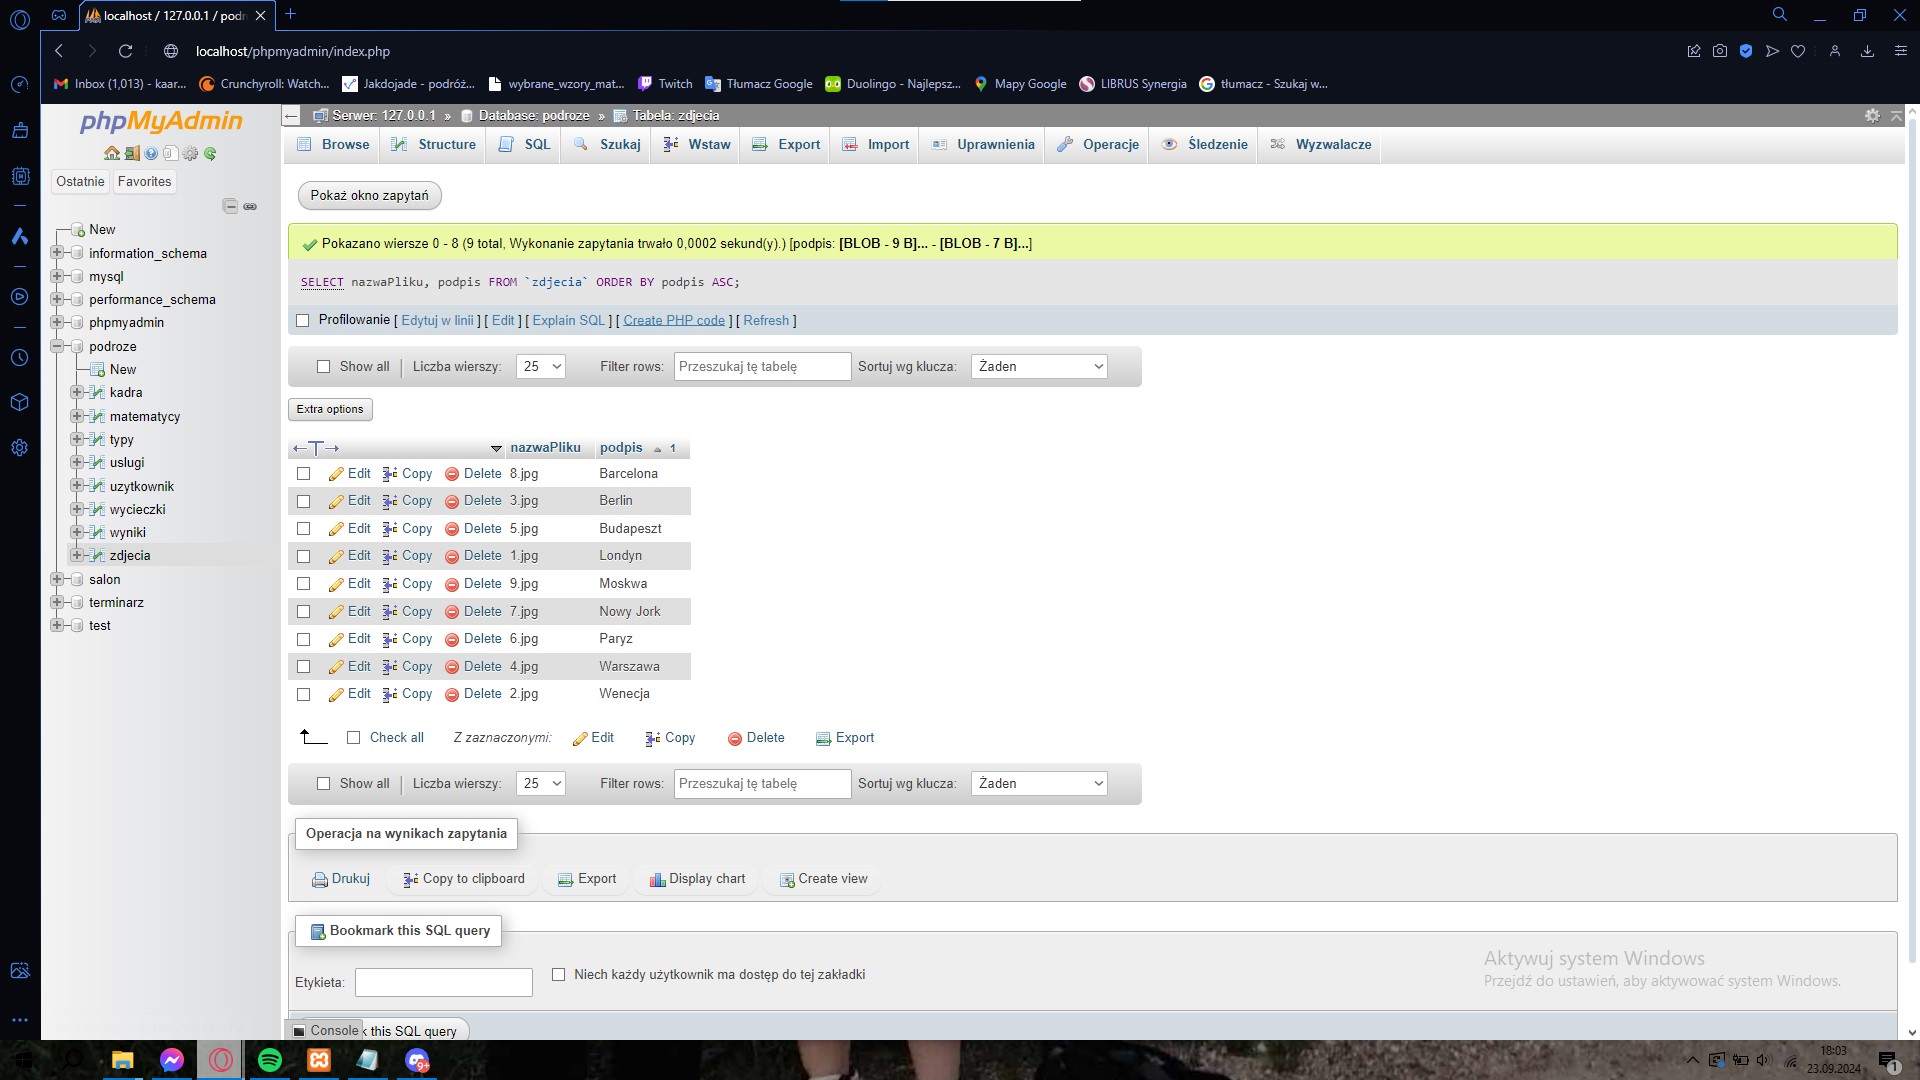 localhost / 127.0.0.1 / podr
localhost/phpmyadmin/index.php
Inbox (1,013) - kaar...
Crunchyroll: Watch...
Jakdojade - podróż...
wybrane_wzory_mat...
Twitch
Tłumacz Google
Duolingo - Najlepsz...
Mapy Google
LIBRUS Synergia
tłumacz - Szukaj w...
phpMyAdmin
Ostatnie Favorites
New
information_schema
mysql
performance_schema
phpmyadmin
podroze
New
kadra
matematycy
typy
uslugi
uzytkownik
wycieczki
wyniki
zdjecia
salon
terminarz
test
Serwer: 127.0.0.1 » Database: podroze » Tabela: zdjecia
Browse Structure SQL Szukaj Wstaw Export Import Uprawnienia Operacje Śledzenie Wyzwalacze
Pokaż okno zapytań
Pokazano wiersze 0 - 8 (9 total, Wykonanie zapytania trwało 0,0002 sekund(y).) [podpis: [BLOB - 9 B]... - [BLOB - 7 B]...]
SELECT nazwaPliku, podpis FROM `zdjecia` ORDER BY podpis ASC;
Profilowanie [ Edytuj w linii ] [ Edit ] [ Explain SQL ] [ Create PHP code ] [ Refresh ]
Show all Liczba wierszy: 25 Filter rows: Przeszukaj tę tabelę Sortuj wg klucza: Żaden
Extra options
←T→ nazwaPliku podpis 1
Edit Copy Delete 8.jpg Barcelona
Edit Copy Delete 3.jpg Berlin
Edit Copy Delete 5.jpg Budapeszt
Edit Copy Delete 1.jpg Londyn
Edit Copy Delete 9.jpg Moskwa
Edit Copy Delete 7.jpg Nowy Jork
Edit Copy Delete 6.jpg Paryz
Edit Copy Delete 4.jpg Warszawa
Edit Copy Delete 2.jpg Wenecja
Check all Z zaznaczonymi: Edit Copy Delete Export
Show all Liczba wierszy: 25 Filter rows: Przeszukaj tę tabelę Sortuj wg klucza: Żaden
Operacja na wynikach zapytania
Drukuj Copy to clipboard Export Display chart Create view
Bookmark this SQL query
Etykieta: Niech każdy użytkownik ma dostęp do tej zakładki
Console k this SQL query
Aktywuj system Windows
Przejdź do ustawień, aby aktywować system Windows.
9+
18:03
23.09.2024
1